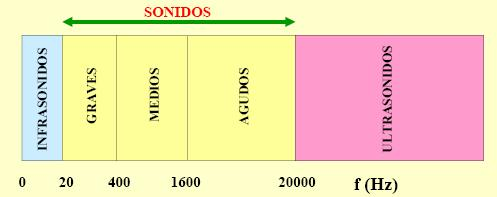 SONIDOS
INFRASONIDOS
GRAVES
MEDIOS
AGUDOS
ULTRASONIDOS
0 20 400 1600 20000 f (Hz)